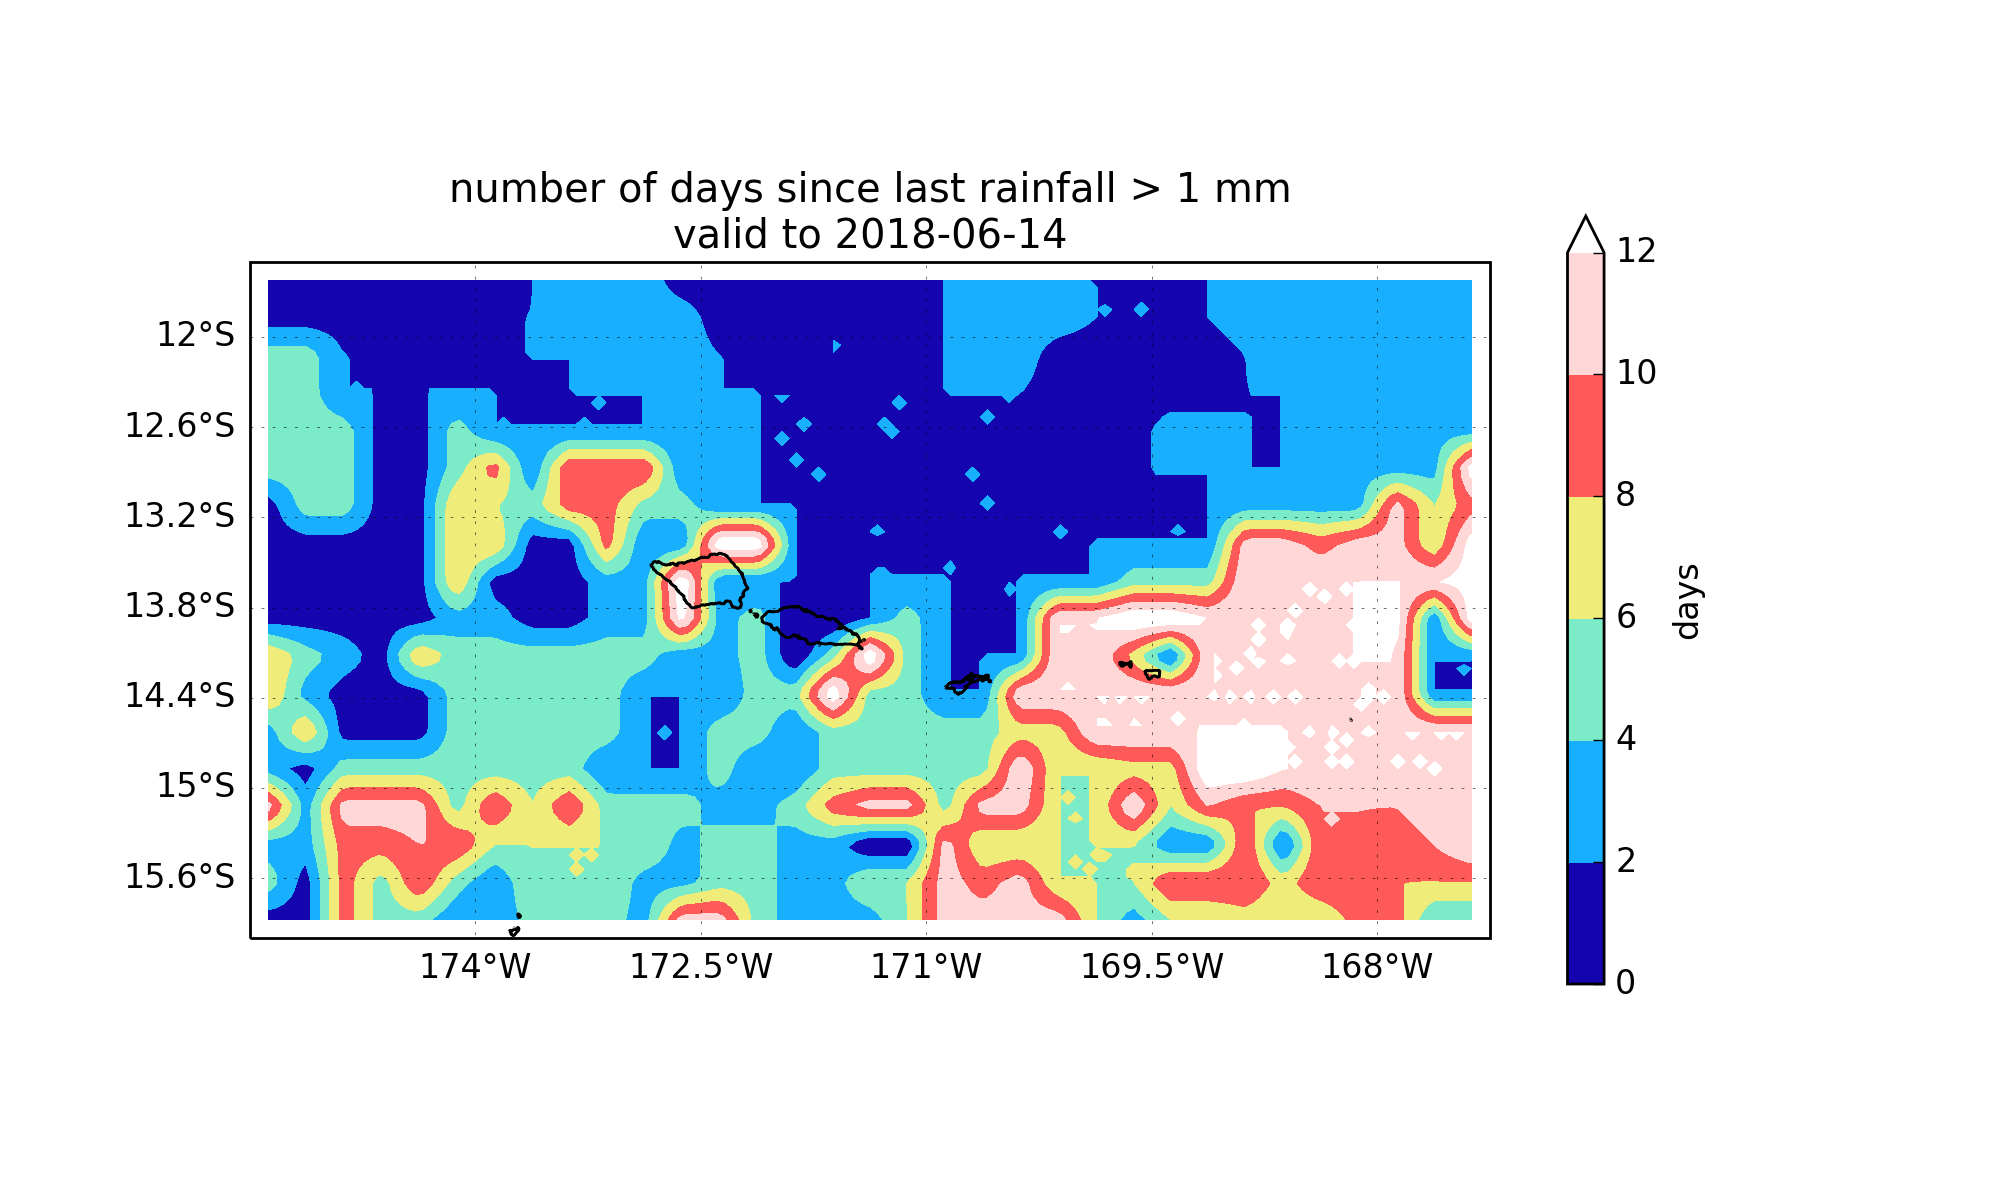 number of days since last rainfall > 1 mm
valid to 2018-06-14
12°S
12.6°S
13.2°S
13.8°S
14.4°S
15°S
15.6°S
174°W
172.5°W
171°W
169.5°W
168°W
12
10
8
6
4
2
0
days